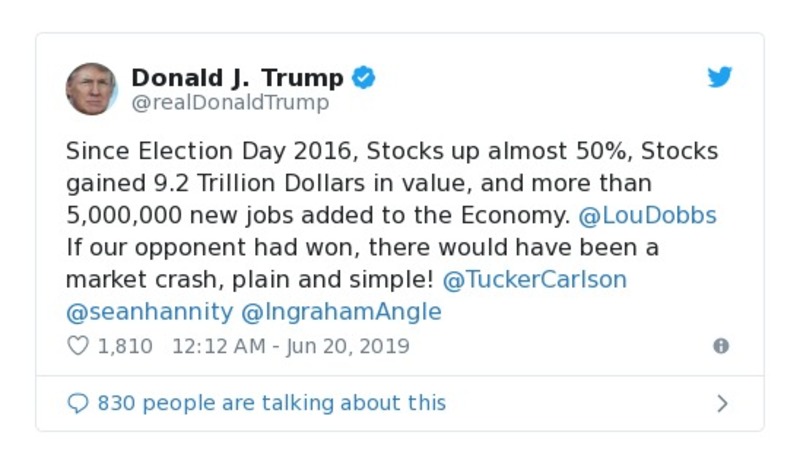 Donald J. Trump
@realDonaldTrump
Since Election Day 2016, Stocks up almost 50%, Stocks
gained 9.2 Trillion Dollars in value, and more than
5,000,000 new jobs added to the Economy. @LouDobbs
If our opponent had won, there would have been a
market crash, plain and simple! @TuckerCarlson
@seanhannity @IngrahamAngle
1,810 12:12 AM - Jun 20, 2019
830 people are talking about this